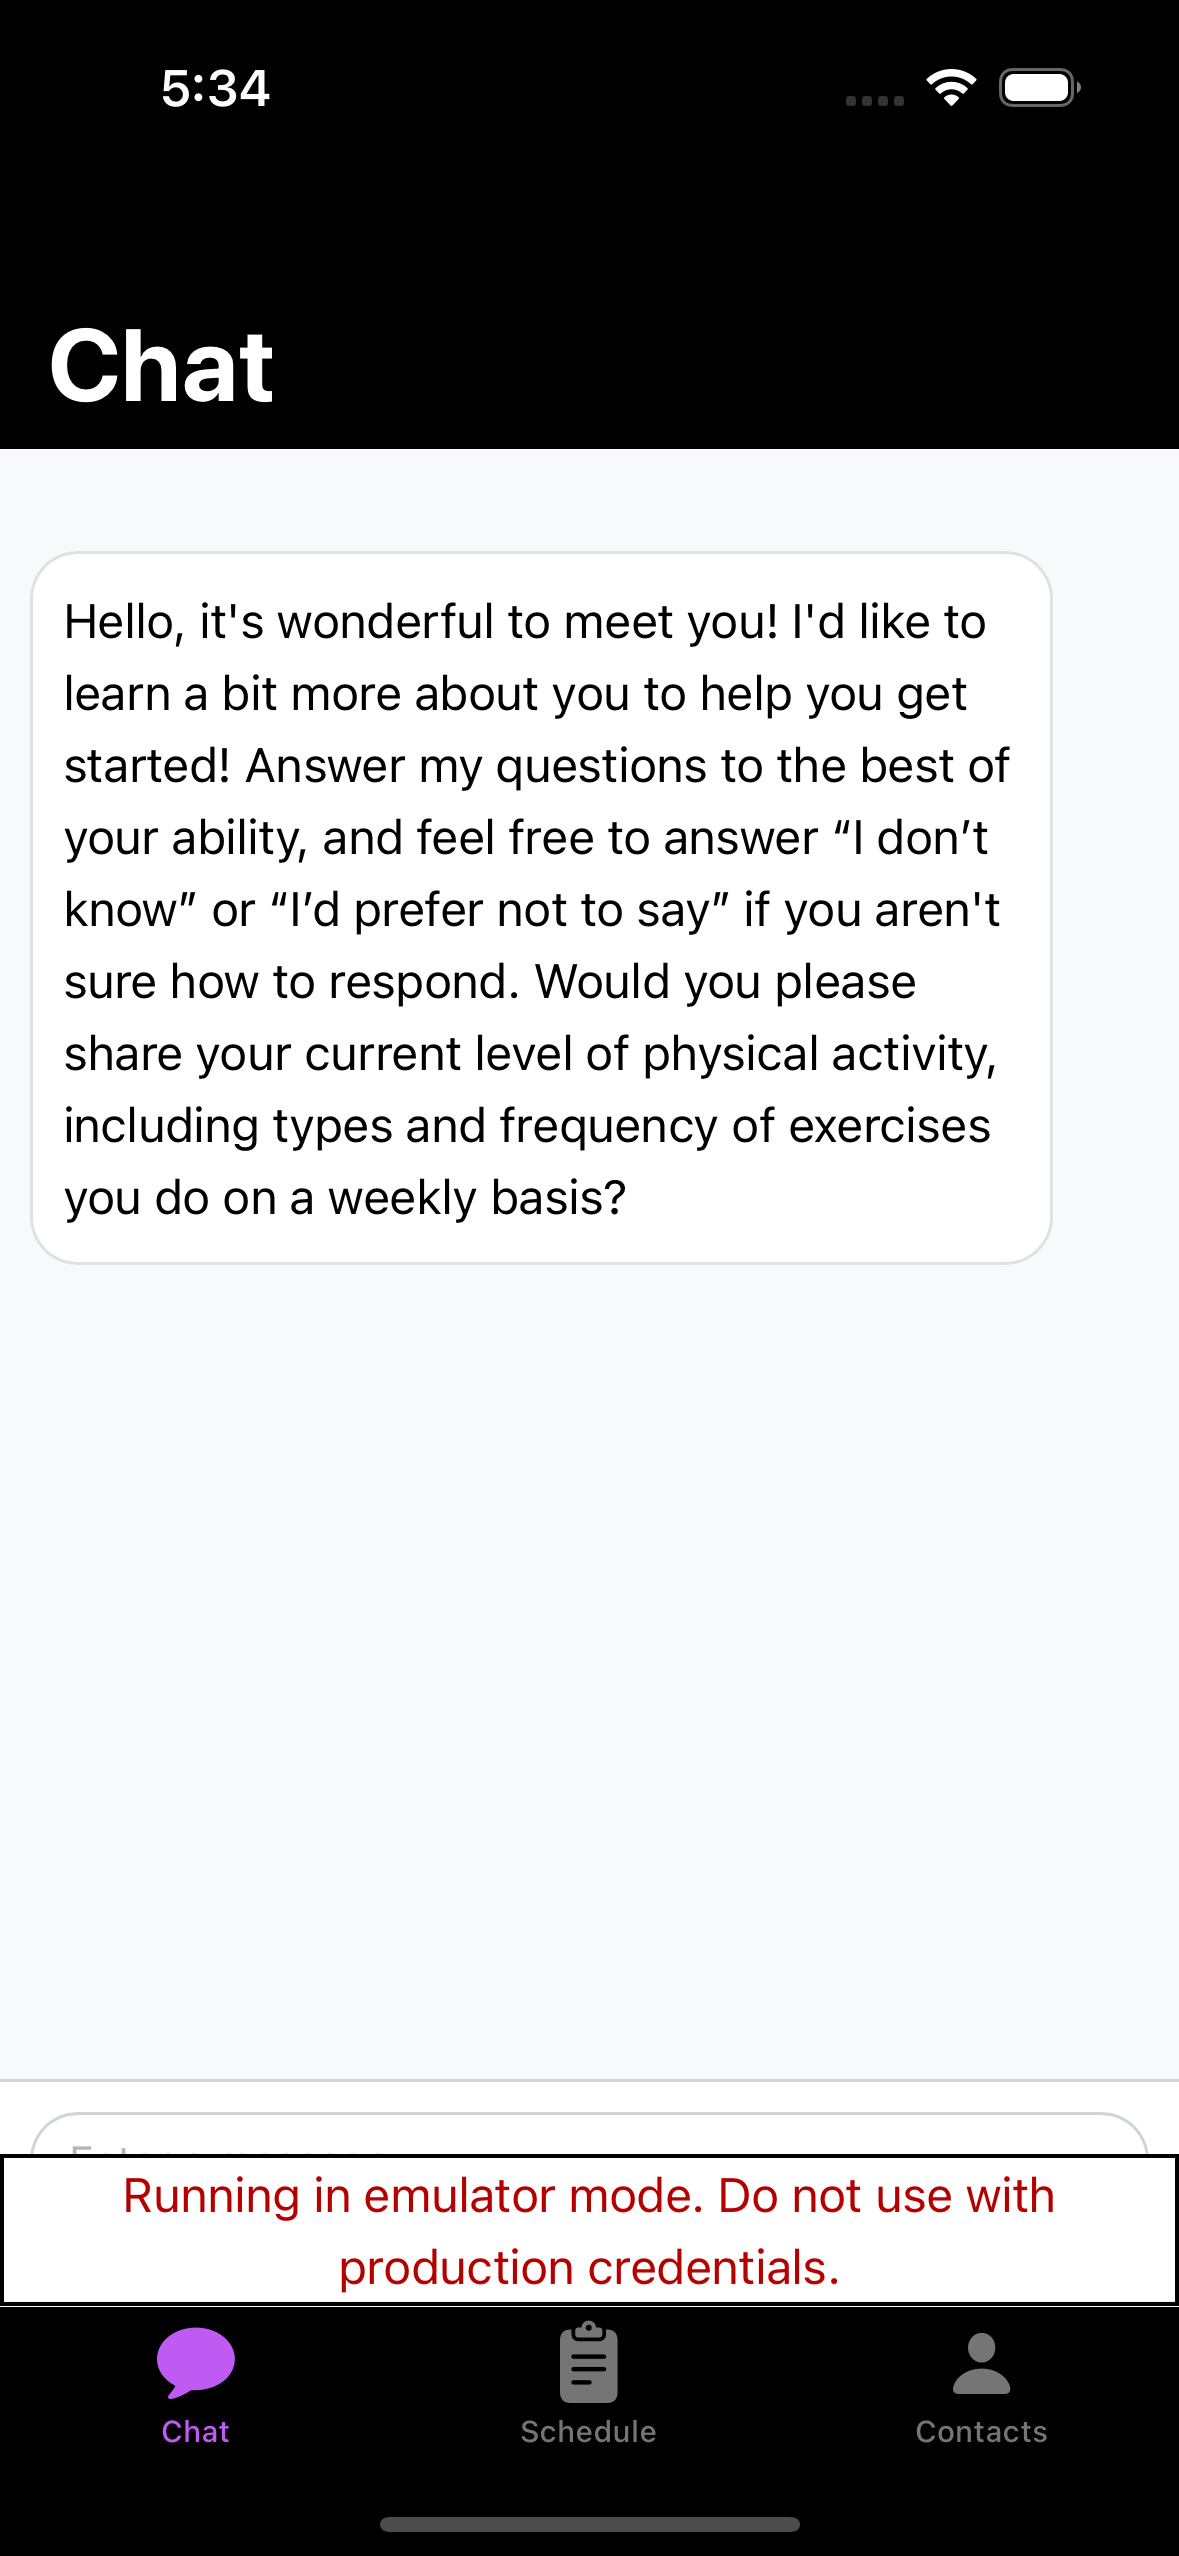 5:34
Chat
Hello, it's wonderful to meet you! I'd like to
learn a bit more about you to help you get
started! Answer my questions to the best of
your ability, and feel free to answer “I don’t
know” or “I’d prefer not to say” if you aren't
sure how to respond. Would you please
share your current level of physical activity,
including types and frequency of exercises
you do on a weekly basis?
Running in emulator mode. Do not use with
production credentials.
Chat
Schedule
Contacts